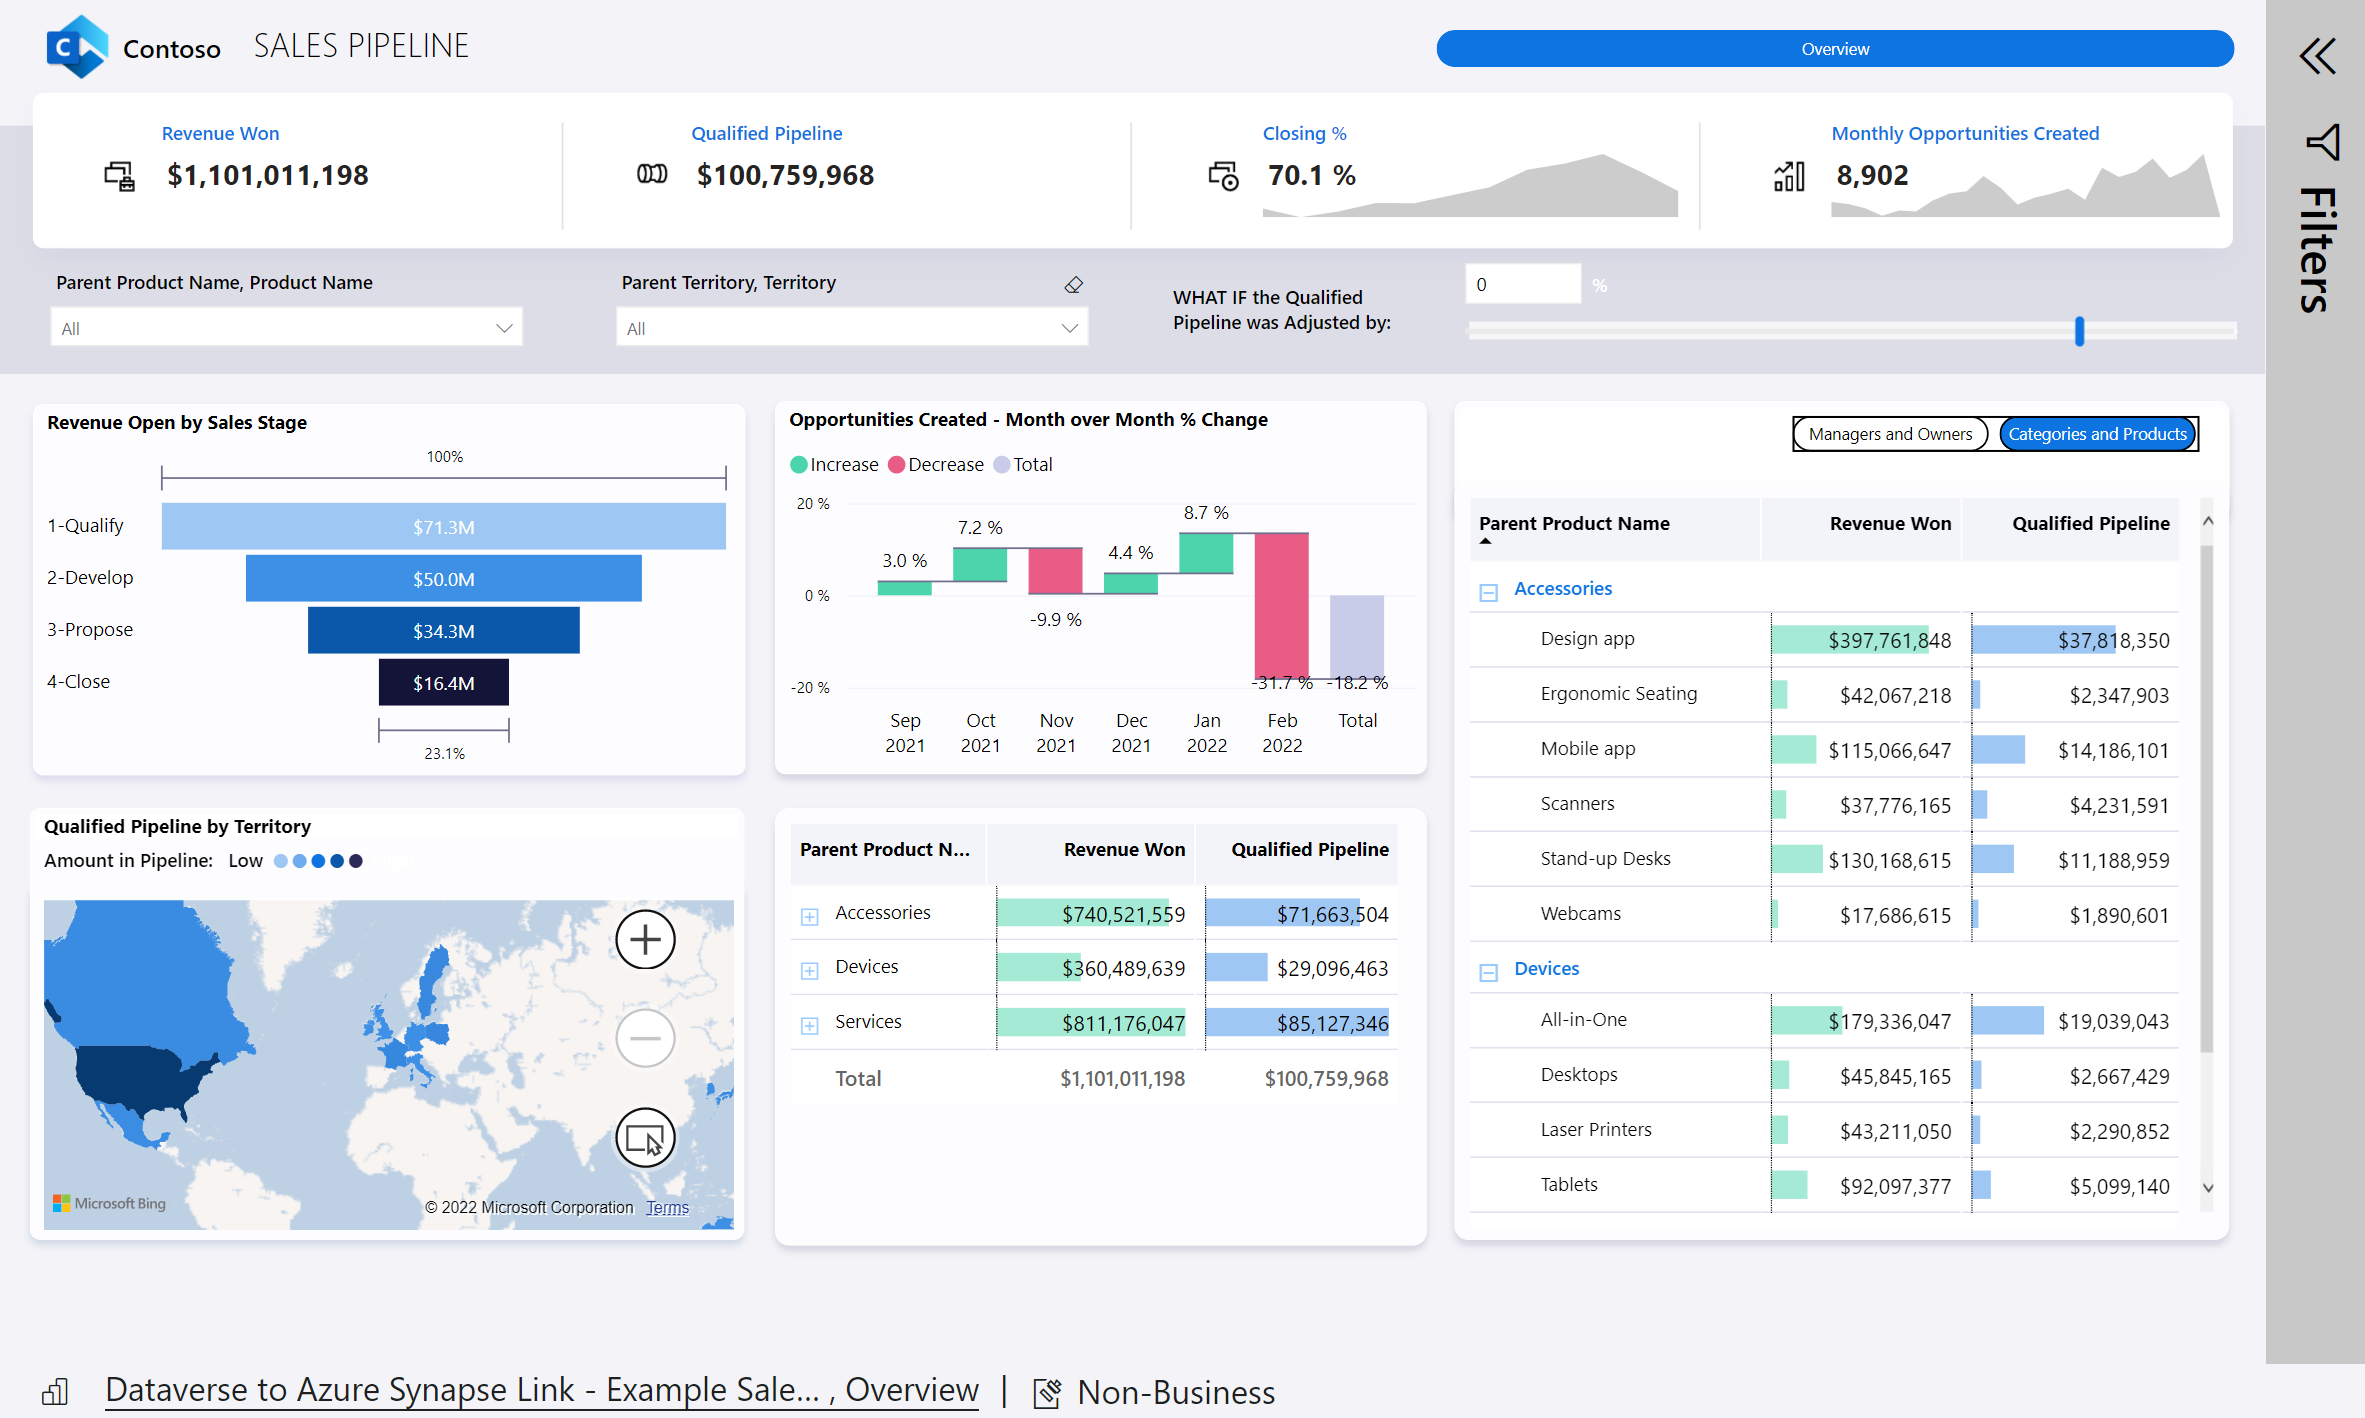 Contoso SALES PIPELINE
Overview
Revenue Won
$1,101,011,198
Qualified Pipeline
$100,759,968
Closing %
70.1 %
Monthly Opportunities Created
8,902
Filters
Parent Product Name, Product Name
All
Parent Territory, Territory
All
WHAT IF the Qualified
Pipeline was Adjusted by:
0 %
Revenue Open by Sales Stage
100%
1-Qualify $71.3M
2-Develop $50.0M
3-Propose $34.3M
4-Close $16.4M
23.1%
Opportunities Created - Month over Month % Change
Increase Decrease Total
20 %
0 %
-20 %
3.0 %
7.2 %
-9.9 %
4.4 %
8.7 %
-31.7 %
-18.2 %
Sep 2021
Oct 2021
Nov 2021
Dec 2021
Jan 2022
Feb 2022
Total
Managers and Owners
Categories and Products
Parent Product Name Revenue Won Qualified Pipeline
Accessories
Design app $397,761,848 $37,818,350
Ergonomic Seating $42,067,218 $2,347,903
Mobile app $115,066,647 $14,186,101
Scanners $37,776,165 $4,231,591
Stand-up Desks $130,168,615 $11,188,959
Webcams $17,686,615 $1,890,601
Devices
All-in-One $179,336,047 $19,039,043
Desktops $45,845,165 $2,667,429
Laser Printers $43,211,050 $2,290,852
Tablets $92,097,377 $5,099,140
Qualified Pipeline by Territory
Amount in Pipeline: Low
Microsoft Bing
© 2022 Microsoft Corporation Terms
Parent Product N... Revenue Won Qualified Pipeline
Accessories $740,521,559 $71,663,504
Devices $360,489,639 $29,096,463
Services $811,176,047 $85,127,346
Total $1,101,011,198 $100,759,968
Dataverse to Azure Synapse Link - Example Sale... , Overview | Non-Business